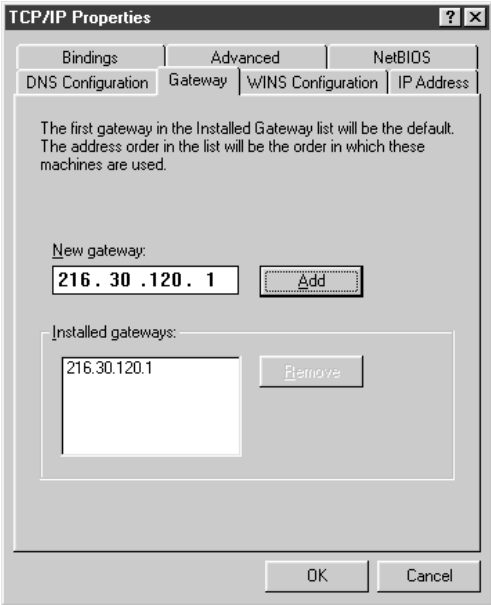 TCP/IP Properties
? X
Bindings Advanced NetBIOS
DNS Configuration Gateway WINS Configuration IP Address
The first gateway in the Installed Gateway list will be the default.
The address order in the list will be the order in which these
machines are used.
New gateway:
216. 30 .120. 1 Add
Installed gateways:
216.30.120.1 Remove
OK Cancel